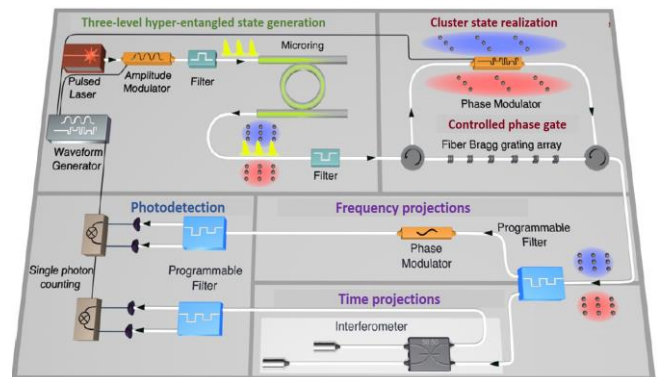 Three-level hyper-entangled state generation
Pulsed
Laser
Amplitude
Modulator
Filter
Microring
Waveform
Generator
Filter
Cluster state realization
Phase Modulator
Controlled phase gate
Fiber Bragg grating array
Photodetection
Single photon
counting
Programmable
Filter
Frequency projections
Phase
Modulator
Programmable
Filter
Time projections
Interferometer
50:50